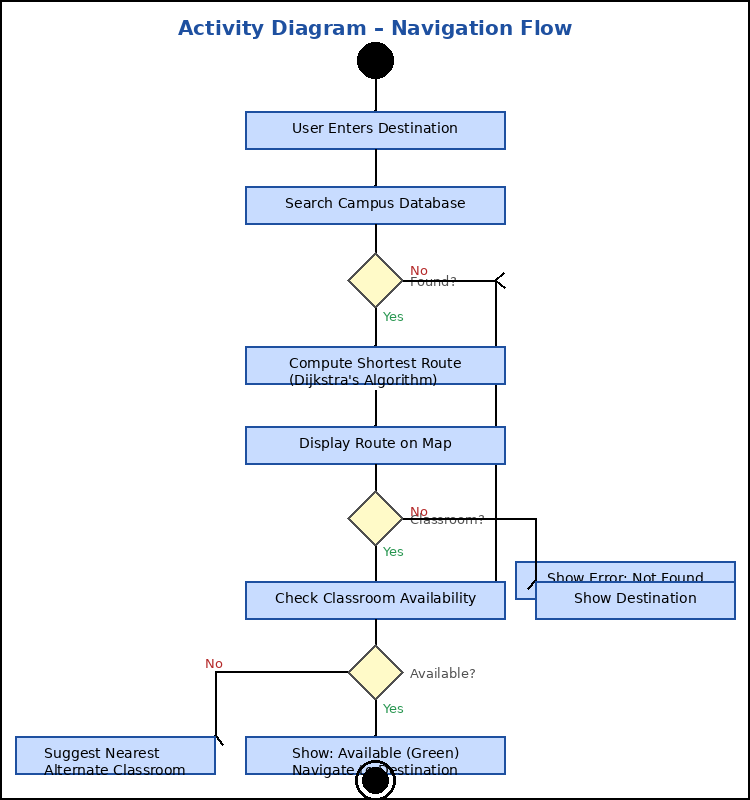 Activity Diagram – Navigation Flow
User Enters Destination
Search Campus Database
No
Found?
Yes
Compute Shortest Route
(Dijkstra's Algorithm)
Display Route on Map
No
Classroom?
Yes
Show Error: Not Found
Check Classroom Availability
Show Destination
No
Available?
Yes
Suggest Nearest
Alternate Classroom
Show: Available (Green)
Navigate to Destination